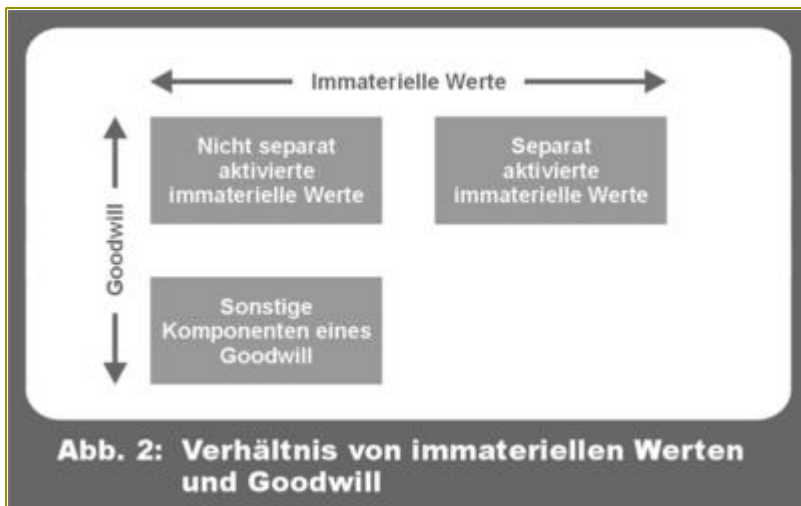 Immaterielle Werte
Goodwill
Nicht separat
aktivierte
immaterielle Werte
Separat
aktivierte
immaterielle Werte
Sonstige
Komponenten eines
Goodwill
Abb. 2: Verhältnis von immateriellen Werten
und Goodwill